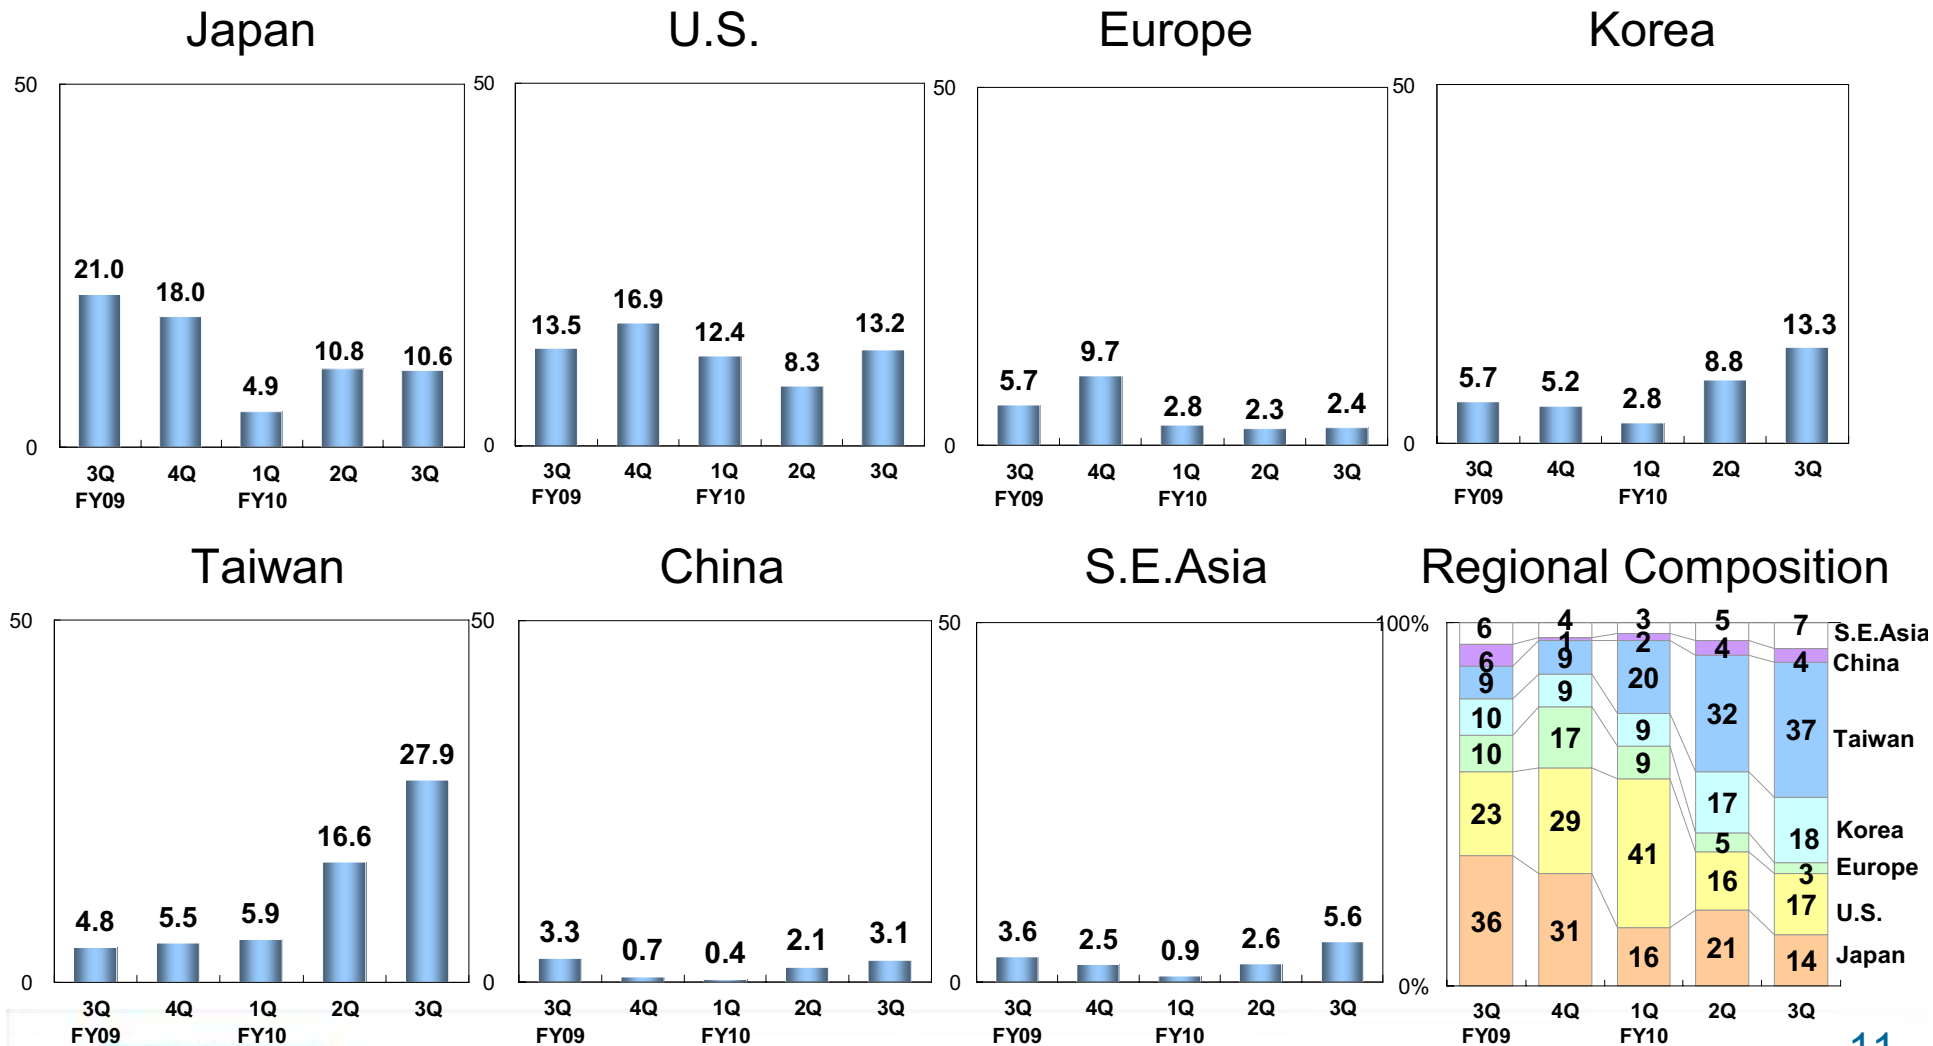 Japan
50
21.0
18.0
4.9
10.8
10.6
0
3Q 4Q 1Q 2Q 3Q
FY09 FY10
U.S.
50
13.5
16.9
12.4
8.3
13.2
0
3Q 4Q 1Q 2Q 3Q
FY09 FY10
Europe
50
5.7
9.7
2.8
2.3
2.4
0
3Q 4Q 1Q 2Q 3Q
FY09 FY10
Korea
50
5.7
5.2
2.8
8.8
13.3
0
3Q 4Q 1Q 2Q 3Q
FY09 FY10
Taiwan
50
4.8
5.5
5.9
16.6
27.9
0
3Q 4Q 1Q 2Q 3Q
FY09 FY10
China
50
3.3
0.7
0.4
2.1
3.1
0
3Q 4Q 1Q 2Q 3Q
FY09 FY10
S.E.Asia
50
3.6
2.5
0.9
2.6
5.6
0
3Q 4Q 1Q 2Q 3Q
FY09 FY10
Regional Composition
100%
6 4 3 5 7 S.E.Asia
6 1 2 4 4 China
9 9 20 32 37 Taiwan
10 9 9 17 18 Korea
10 17 9 5 3 Europe
23 29 41 16 17 U.S.
36 31 16 21 14 Japan
0%
3Q 4Q 1Q 2Q 3Q
FY09 FY10
11